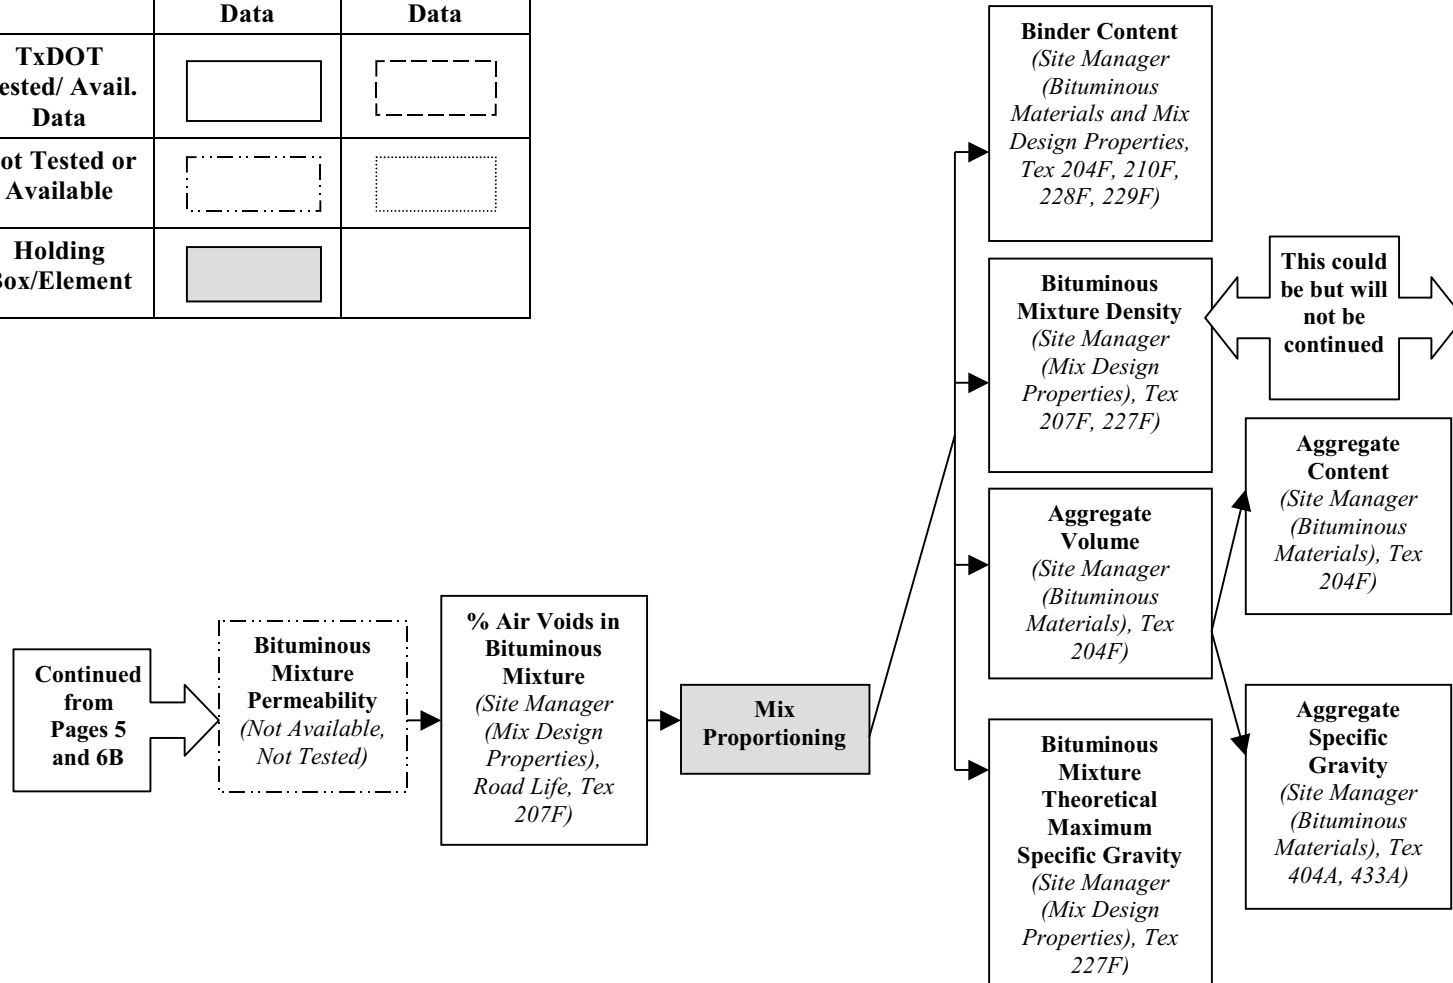 Data
Data
TxDOT
ested/ Avail.
Data
ot Tested or
Available
Holding
Box/Element
Continued
from
Pages 5
and 6B
Bituminous
Mixture
Permeability
(Not Available,
Not Tested)
% Air Voids in
Bituminous
Mixture
(Site Manager
(Mix Design
Properties),
Road Life, Tex
207F)
Mix
Proportioning
Binder Content
(Site Manager
(Bituminous
Materials and Mix
Design Properties,
Tex 204F, 210F,
228F, 229F)
Bituminous
Mixture Density
(Site Manager
(Mix Design
Properties), Tex
207F, 227F)
This could
be but will
not be
continued
Aggregate
Volume
(Site Manager
(Bituminous
Materials), Tex
204F)
Aggregate
Content
(Site Manager
(Bituminous
Materials), Tex
204F)
Aggregate
Specific
Gravity
(Site Manager
(Bituminous
Materials), Tex
404A, 433A)
Bituminous
Mixture
Theoretical
Maximum
Specific Gravity
(Site Manager
(Mix Design
Properties), Tex
227F)